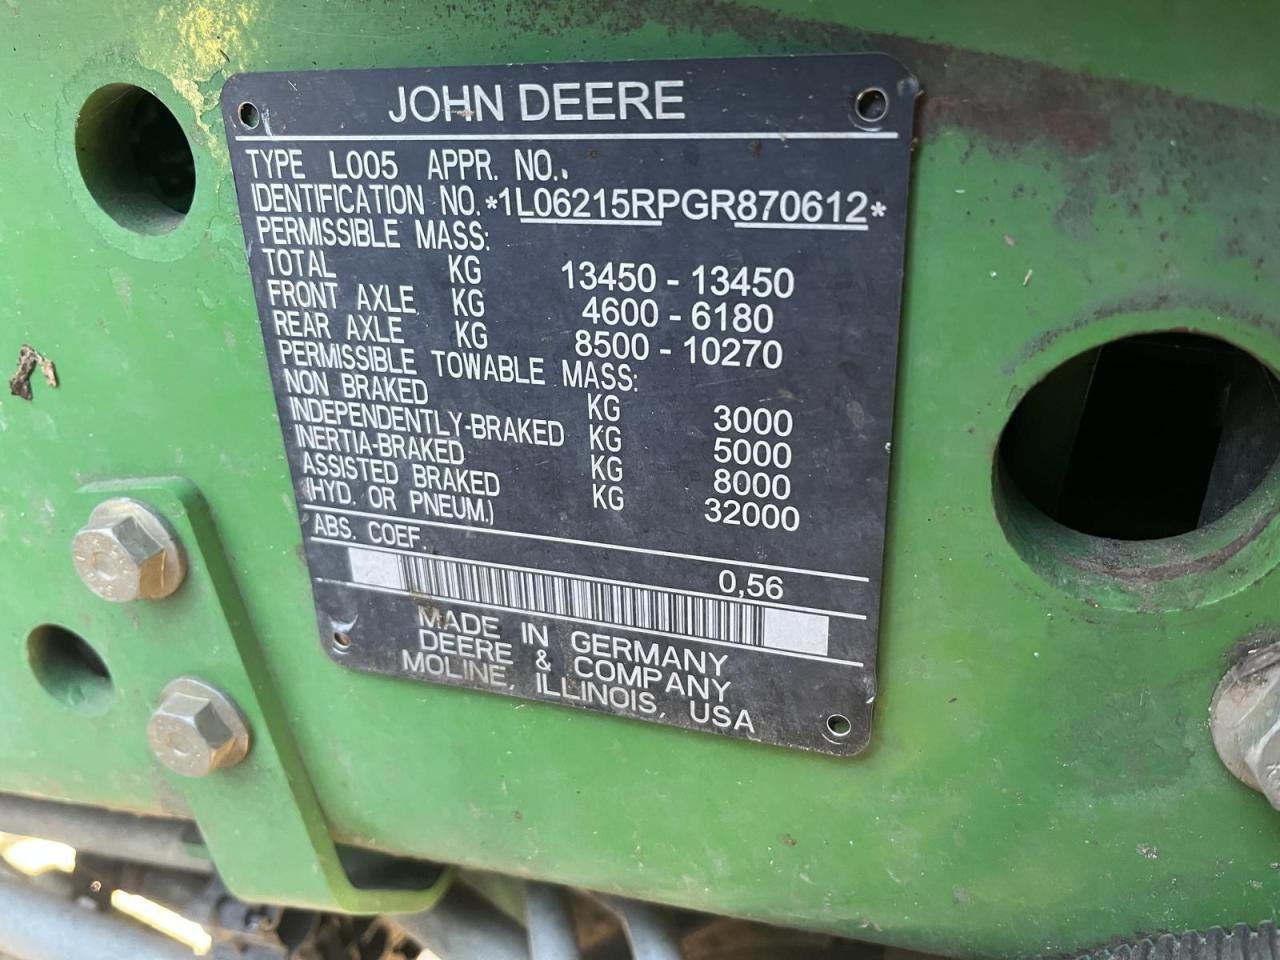 JOHN DEERE
TYPE L005 APPR. NO..
IDENTIFICATION NO. *1L06215RPGR870612*
PERMISSIBLE MASS:
TOTAL KG 13450 - 13450
FRONT AXLE KG 4600 - 6180
REAR AXLE KG 8500 - 10270
PERMISSIBLE TOWABLE MASS:
NON BRAKED KG 3000
INDEPENDENTLY-BRAKED KG 5000
INERTIA-BRAKED KG 8000
ASSISTED BRAKED KG 32000
(HYD. OR PNEUM.)
ABS. COEF. 0,56
MADE IN GERMANY
DEERE & COMPANY
MOLINE, ILLINOIS, USA